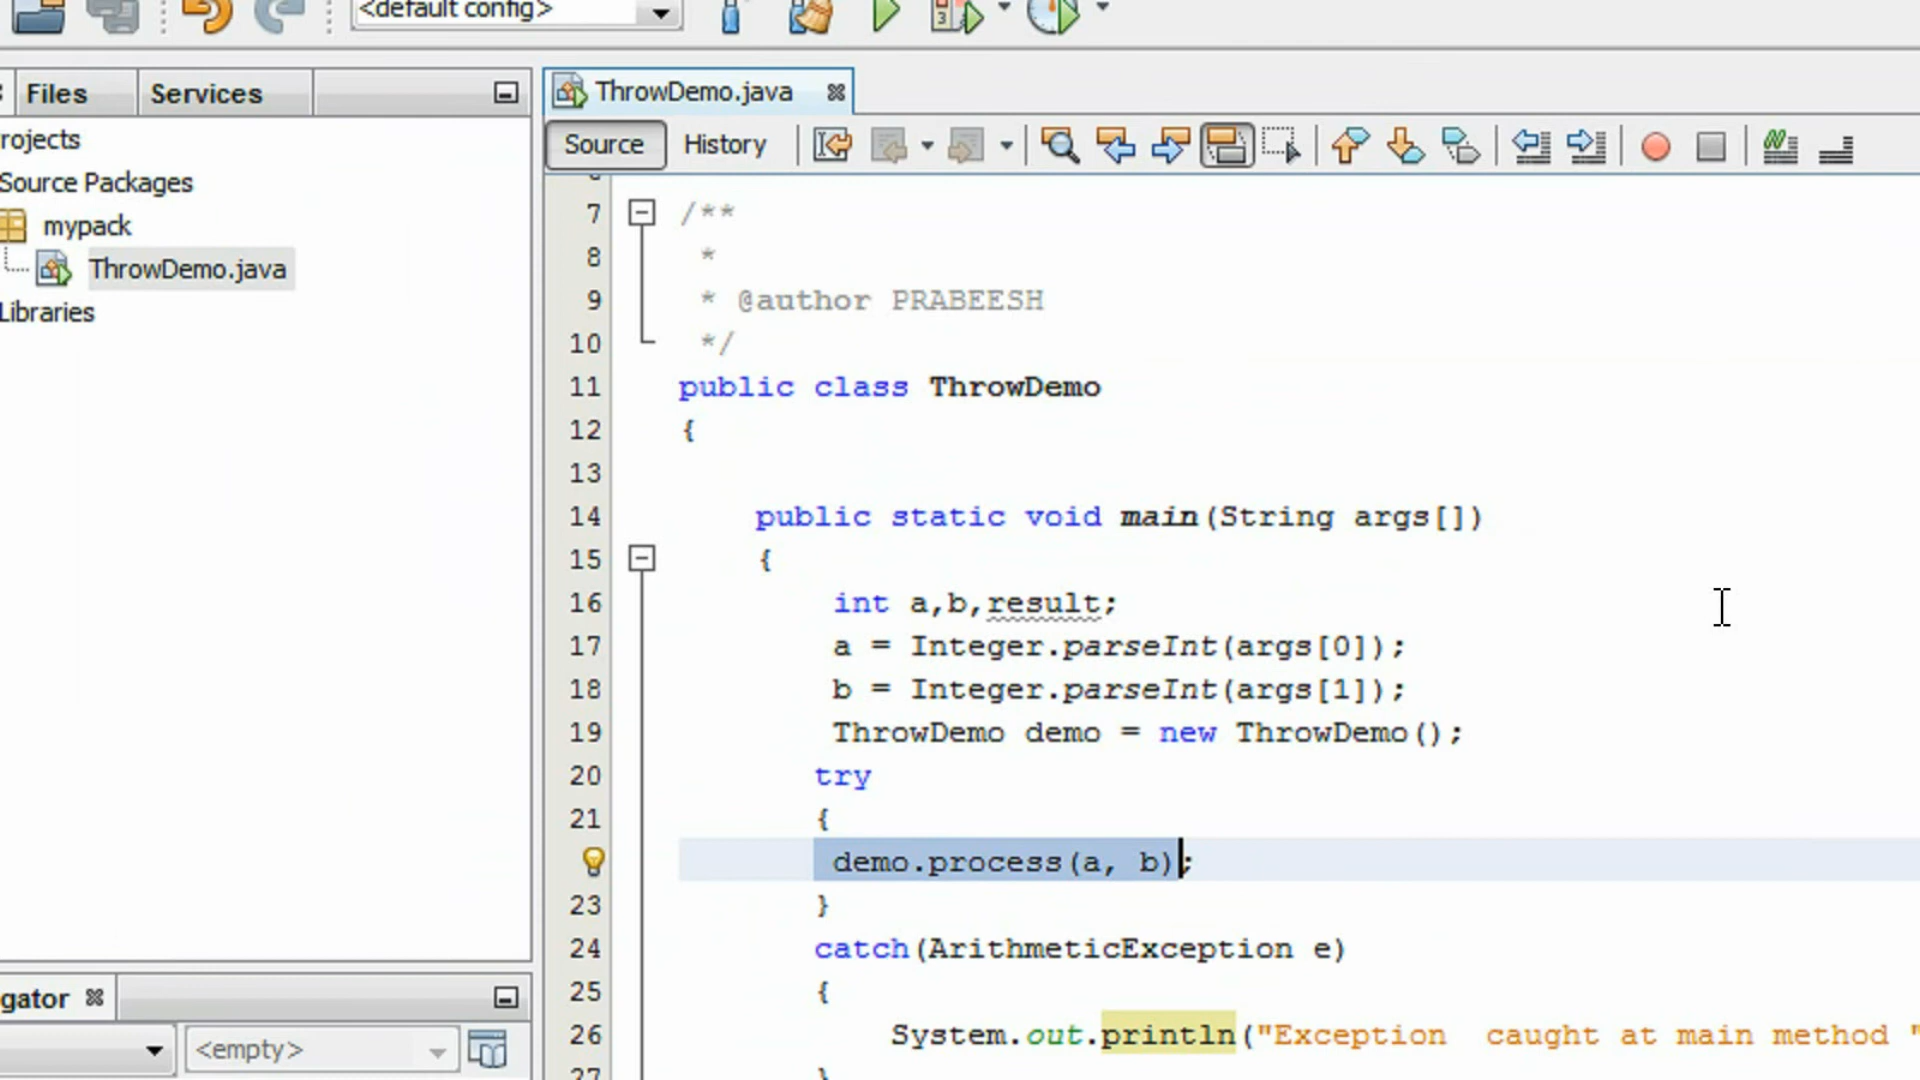 <default config>
Files
Services
rojects
Source Packages
mypack
ThrowDemo.java
Libraries
gator
<empty>
ThrowDemo.java
Source
History
7 /**
8 *
9 * @author PRABEESH
10 */
11 public class ThrowDemo
12 {
13
14 public static void main(String args[])
15 {
16 int a,b,result;
17 a = Integer.parseInt(args[0]);
18 b = Integer.parseInt(args[1]);
19 ThrowDemo demo = new ThrowDemo();
20 try
21 {
demo.process(a, b);
23 }
24 catch(ArithmeticException e)
25 {
26 System.out.println("Exception  caught at main method "
27 }